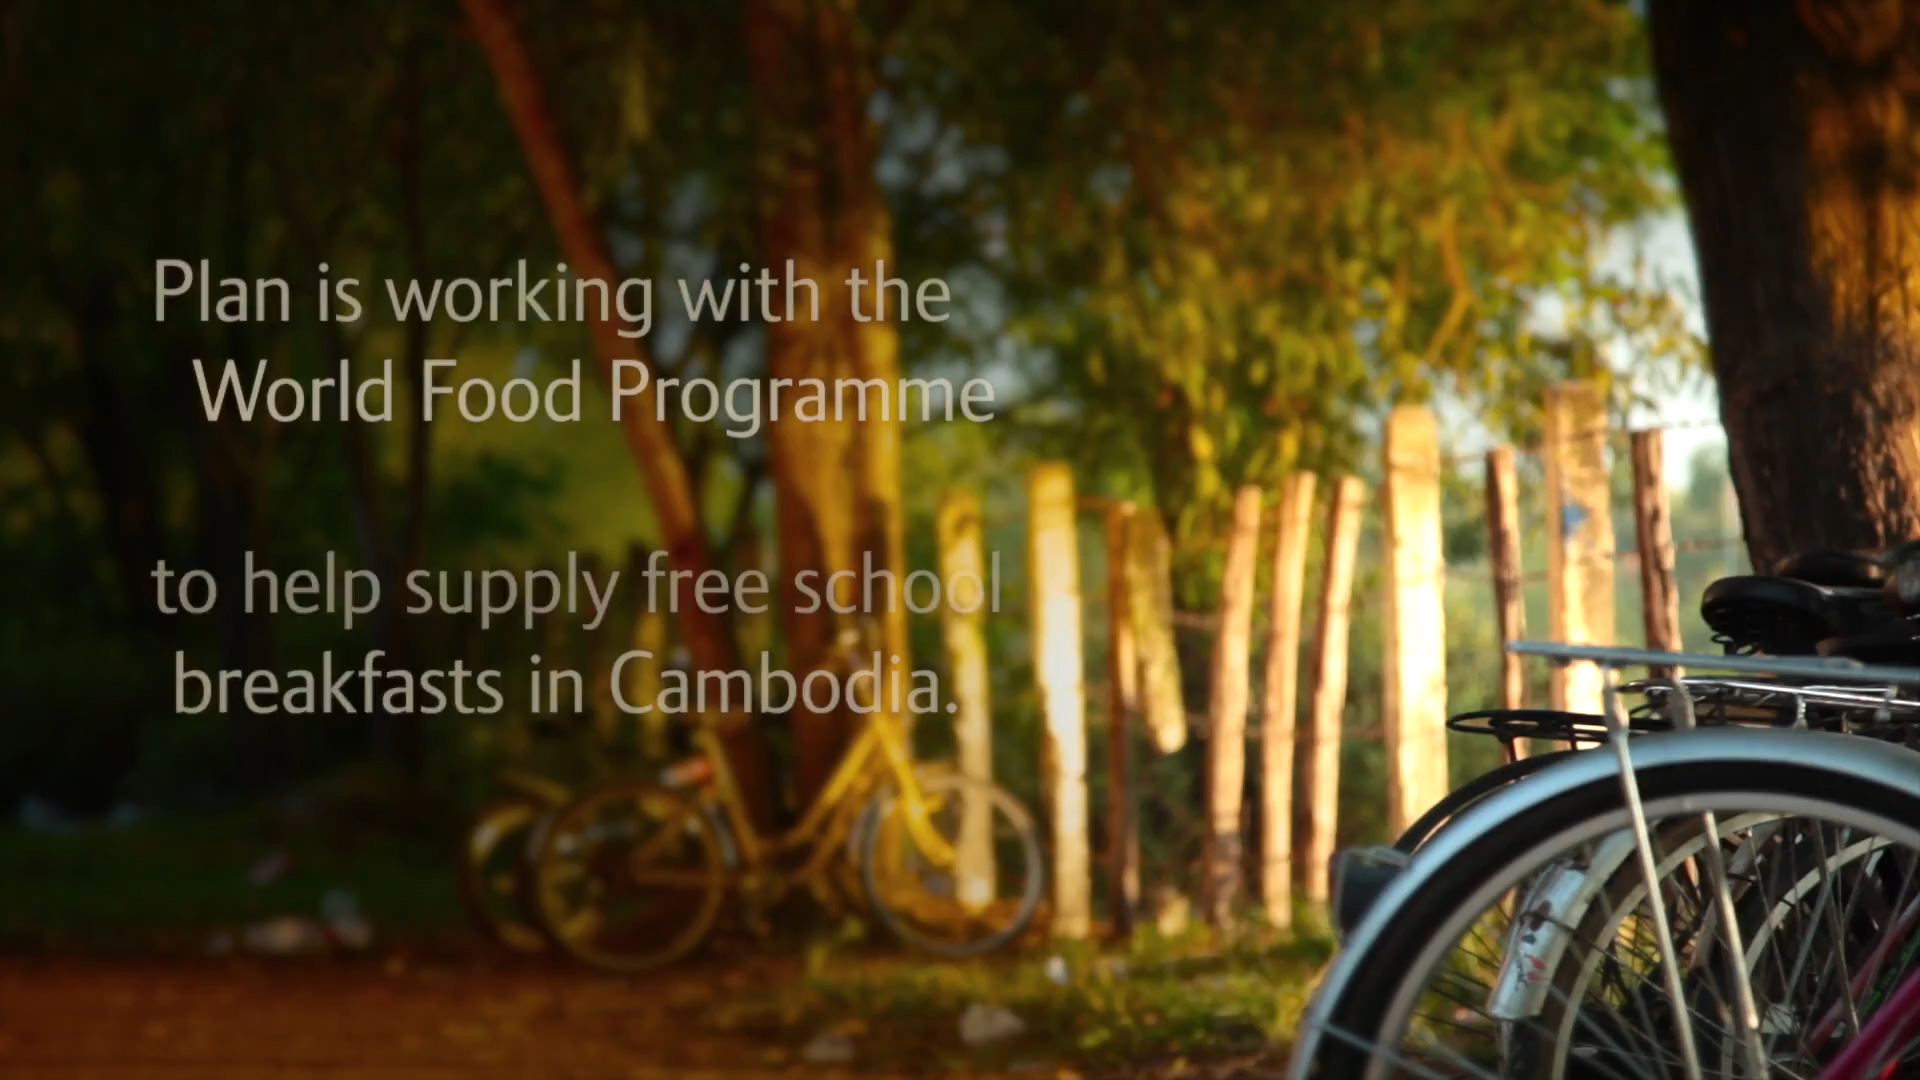 Plan is working with the
World Food Programme
to help supply free school
breakfasts in Cambodia.